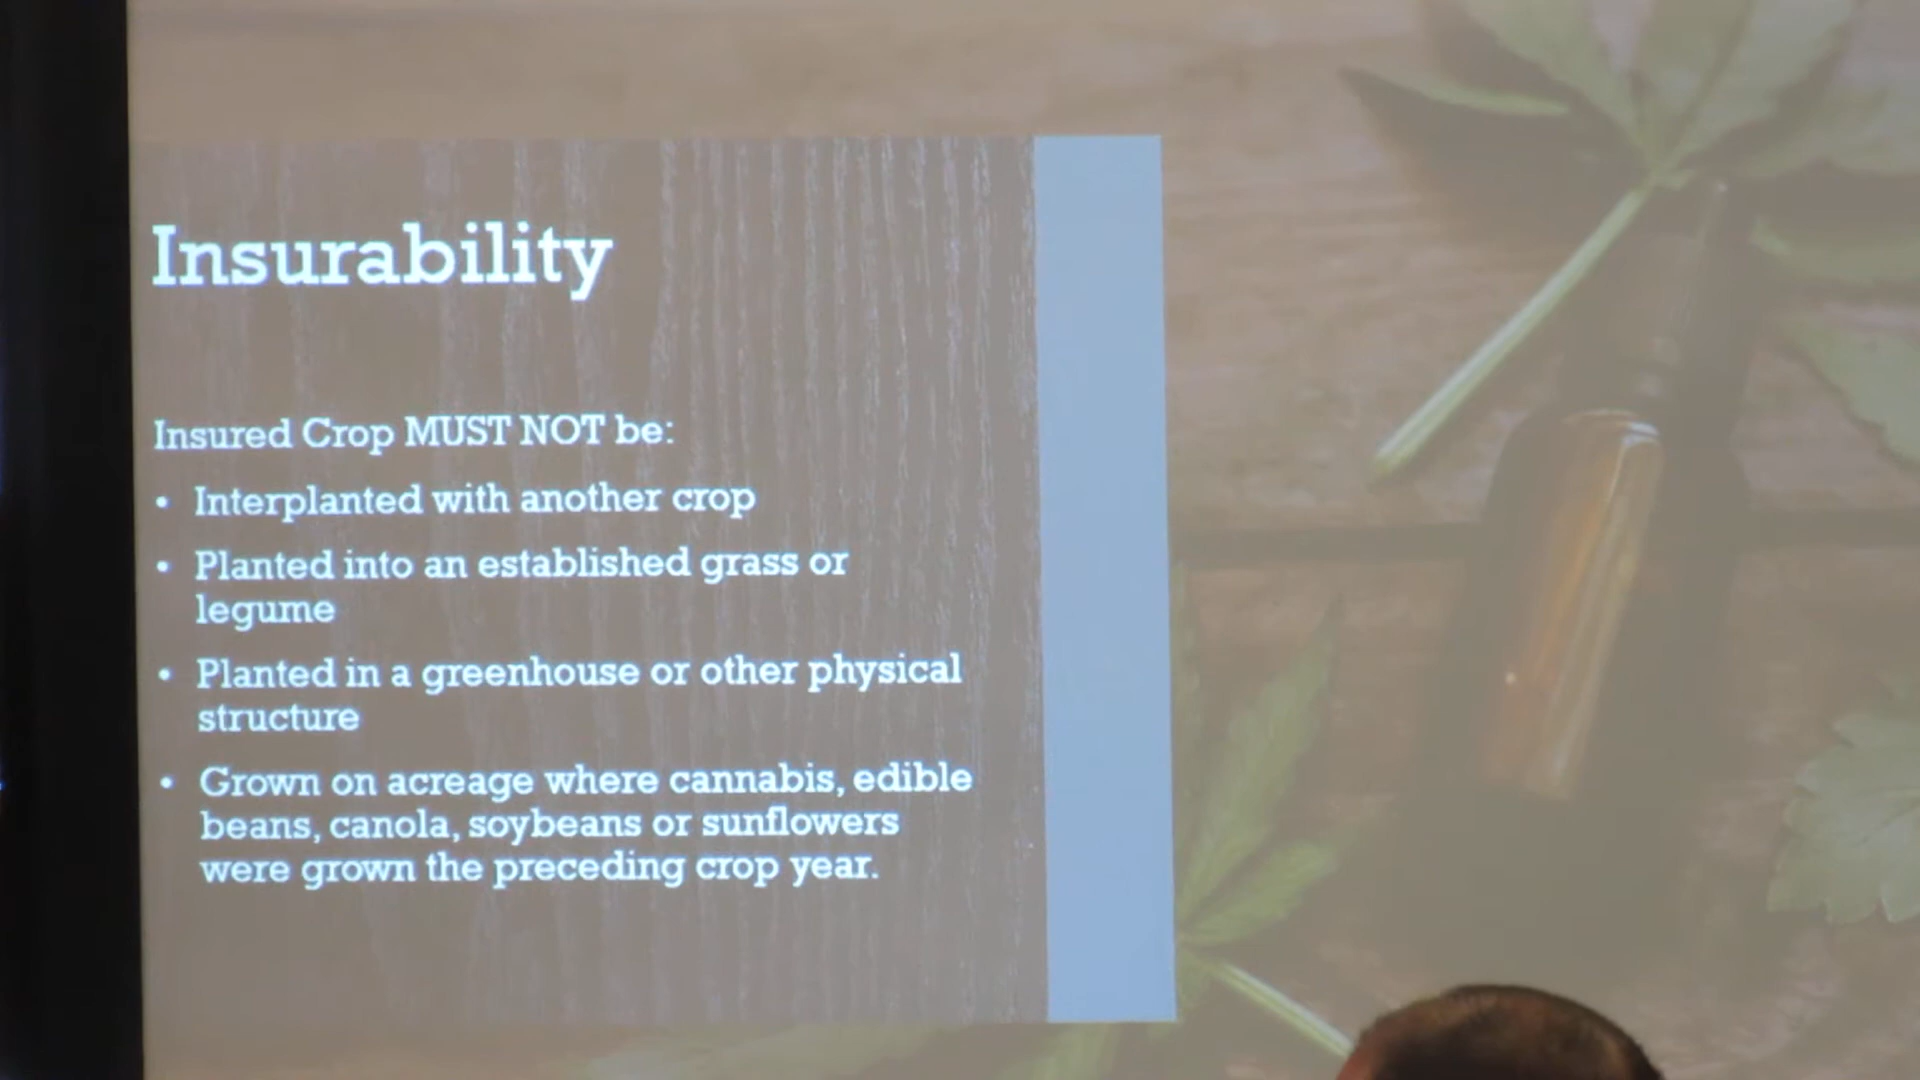 Insurability
Insured Crop MUST NOT be:
• Interplanted with another crop
• Planted into an established grass or
legume
• Planted in a greenhouse or other physical
structure
• Grown on acreage where cannabis, edible
beans, canola, soybeans or sunflowers
were grown the preceding crop year.